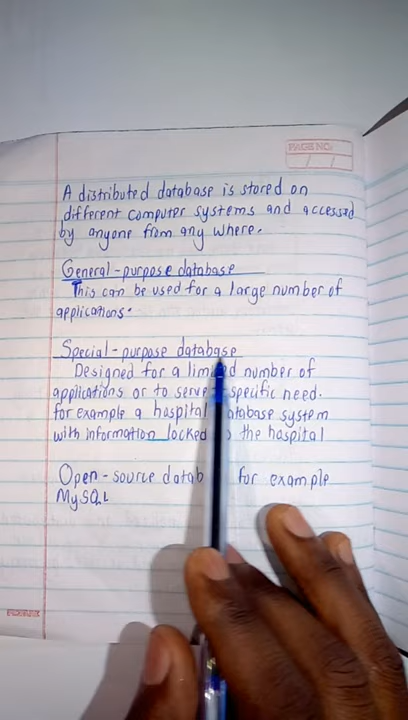 PAGE NO:
A distributed database is stored on
different computer systems and accessed
by anyone from any where.
General-purpose database
This can be used for a large number of
applications.
Special-purpose database
Designed for a limited number of
applications or to serve specific need.
for example a hospital database system
with information locked to the hospital
Open-source datab for example
MySQL